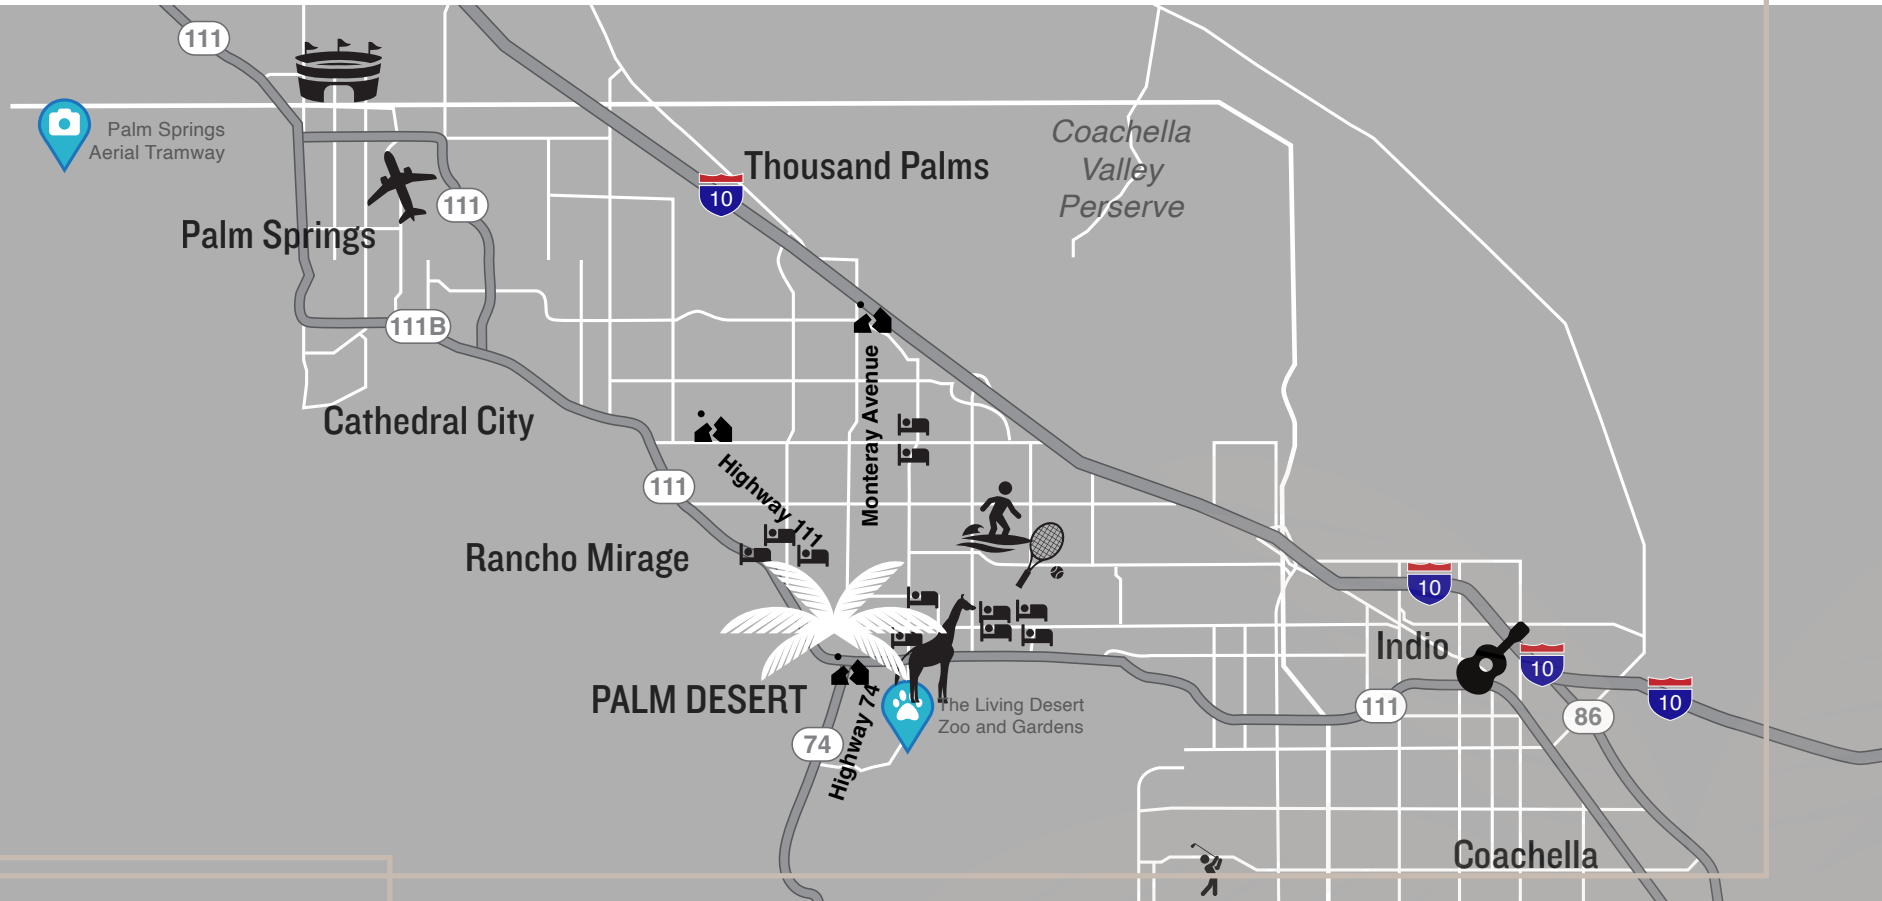 111
Palm Springs
Aerial Tramway
Thousand Palms
Coachella
Valley
Perserve
10
111
Palm Springs
111B
Cathedral City
Monteray Avenue
Highway 111
111
Rancho Mirage
10
Indio
10
PALM DESERT
Highway 74
The Living Desert
Zoo and Gardens
111
10
86
74
Coachella